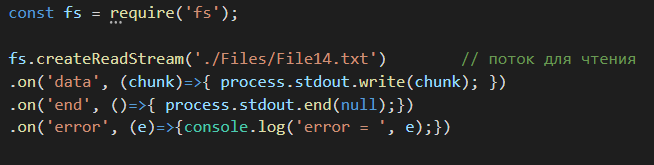 const fs = require('fs');
fs.createReadStream('./Files/File14.txt') // поток для чтения
.on('data', (chunk)=>{ process.stdout.write(chunk); })
.on('end', ()=>{ process.stdout.end(null);})
.on('error', (e)=>{console.log('error = ', e);})